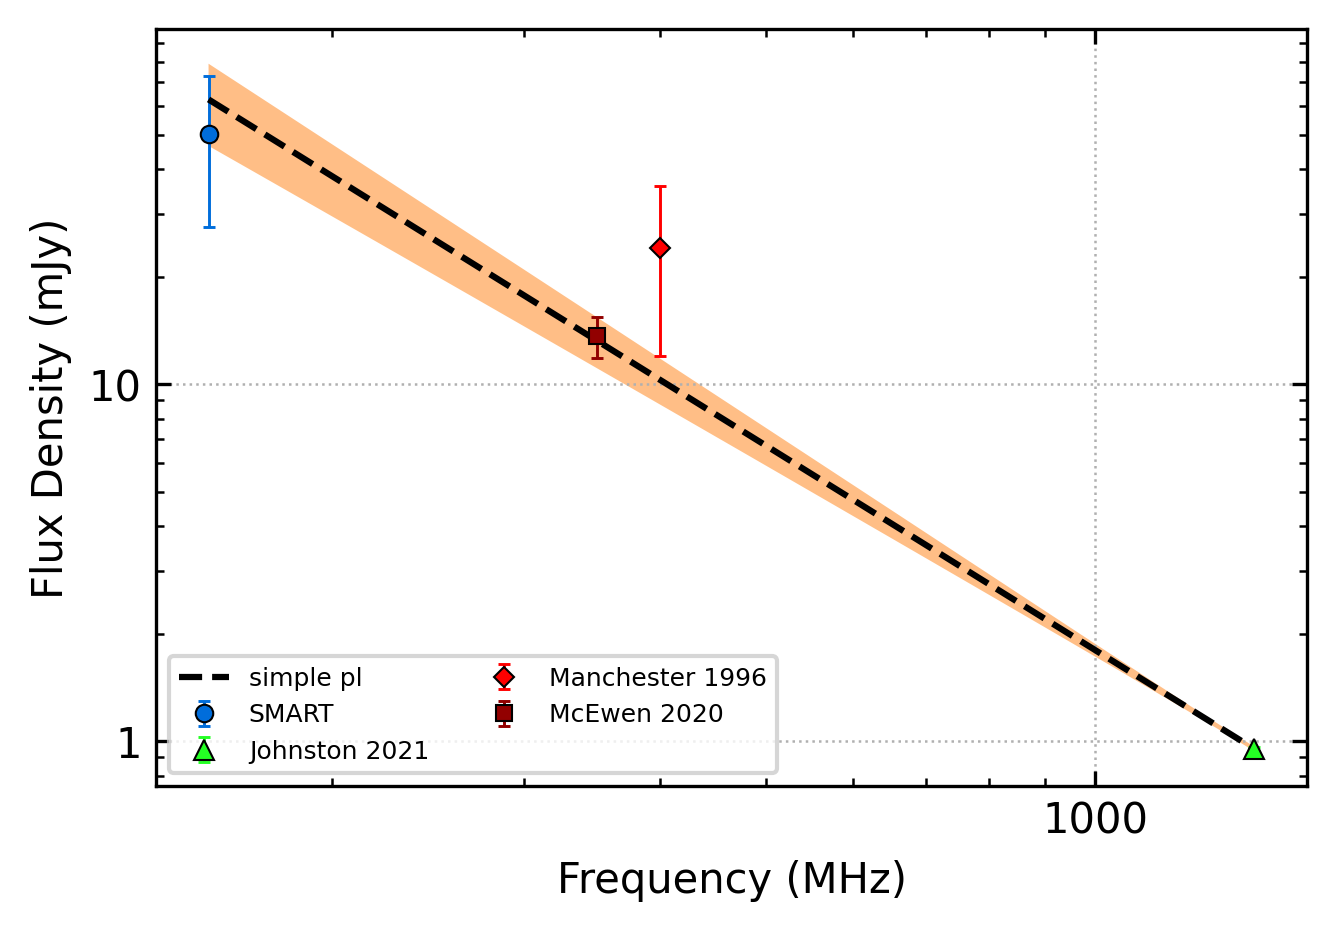 Flux Density (mJy)
10
1
simple pl
SMART
Johnston 2021
Manchester 1996
McEwen 2020
1000
Frequency (MHz)